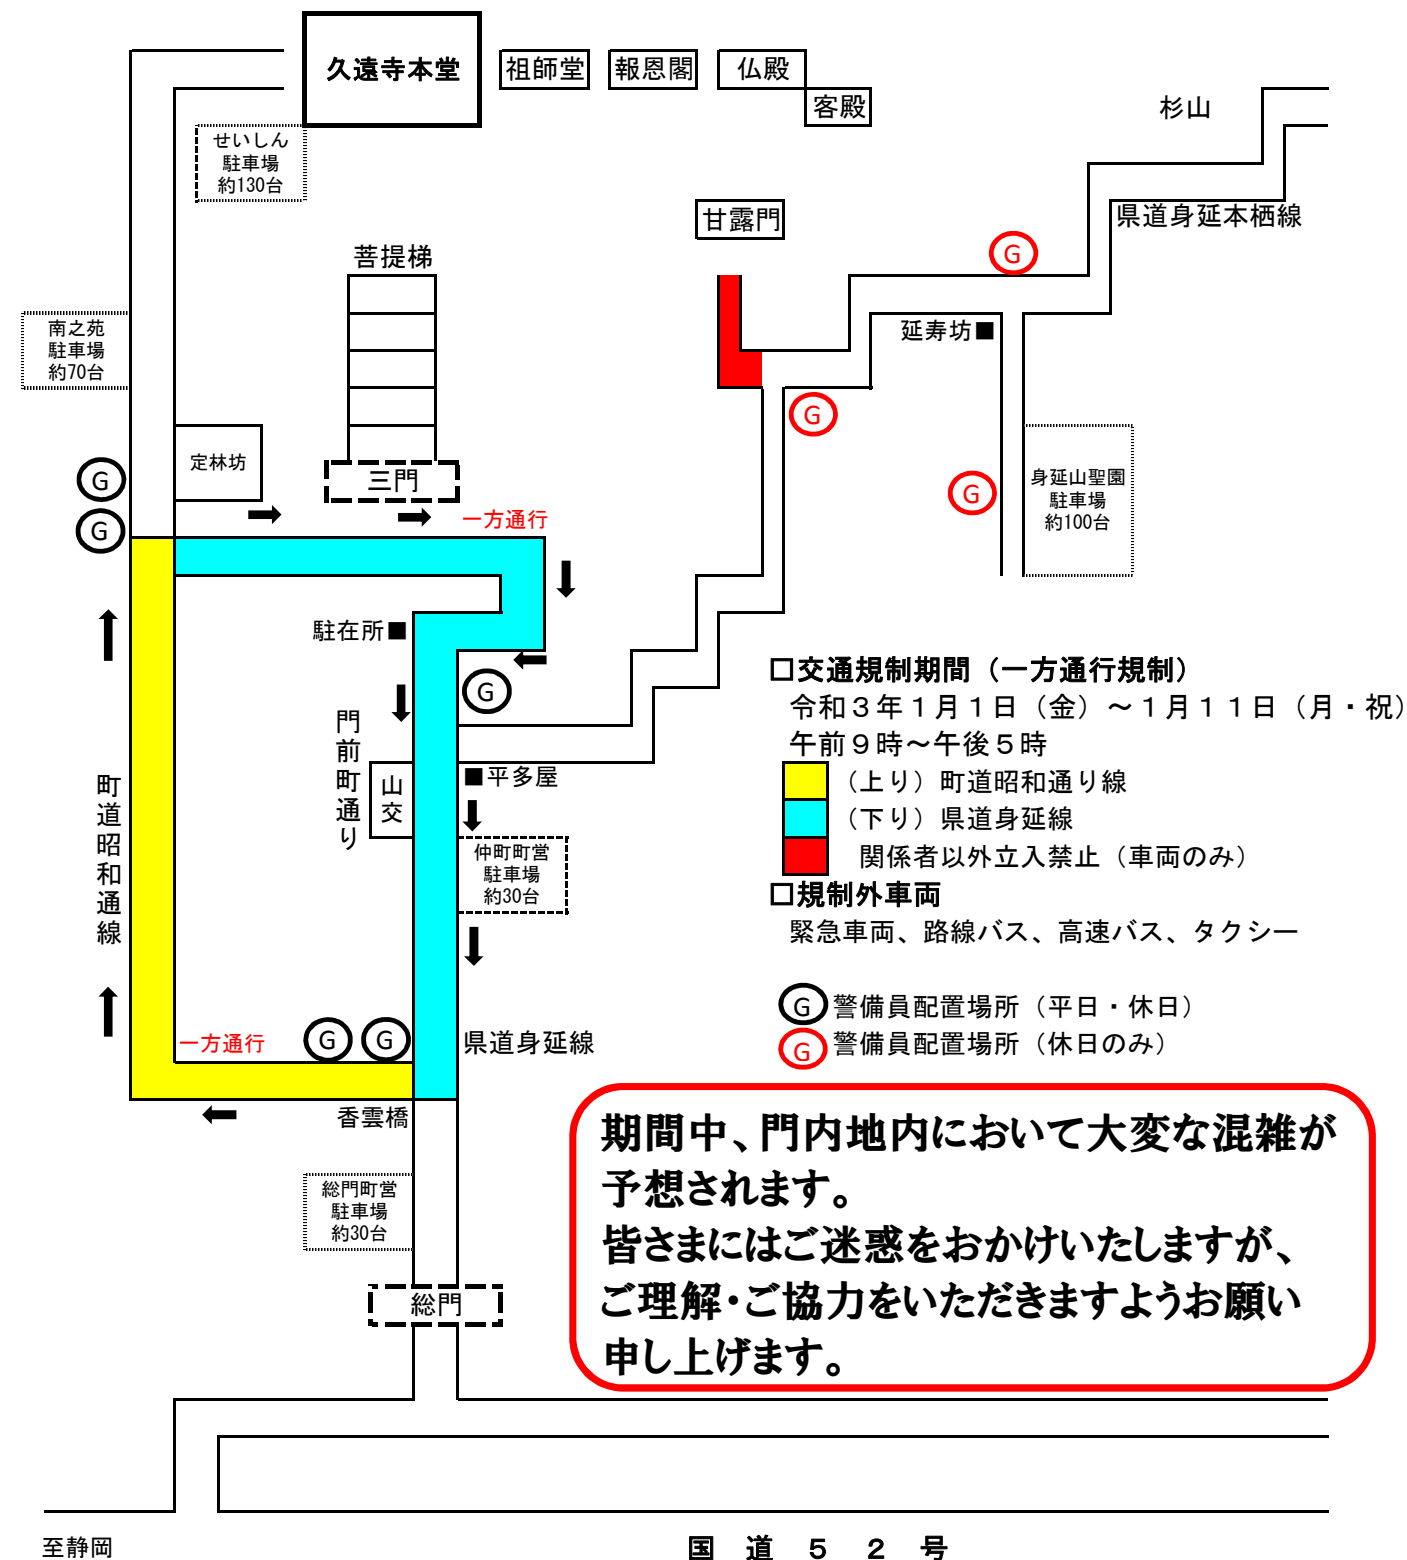 久遠寺本堂
祖師堂
報恩閣
仏殿
客殿
杉山
せいしん
駐車場
約130台
甘露門
県道身延本栖線
菩提梯
G
南之苑
駐車場
約70台
延寿坊■
G
定林坊
三門
G
G
身延山聖園
駐車場
約100台
G
一方通行
駐在所■
G
□交通規制期間（一方通行規制）
令和３年１月１日（金）～１月１１日（月・祝）
午前９時～午後５時
（上り）町道昭和通り線
（下り）県道身延線
関係者以外立入禁止（車両のみ）
□規制外車両
緊急車両、路線バス、高速バス、タクシー
門前町通り
山交
■平多屋
町道昭和通線
仲町町営
駐車場
約30台
G 警備員配置場所（平日・休日）
G 警備員配置場所（休日のみ）
一方通行
G
G
県道身延線
香雲橋
期間中、門内地内において大変な混雑が
予想されます。
皆さまにはご迷惑をおかけいたしますが、
ご理解・ご協力をいただきますようお願い
申し上げます。
総門町営
駐車場
約30台
総門
至静岡
国道５２号